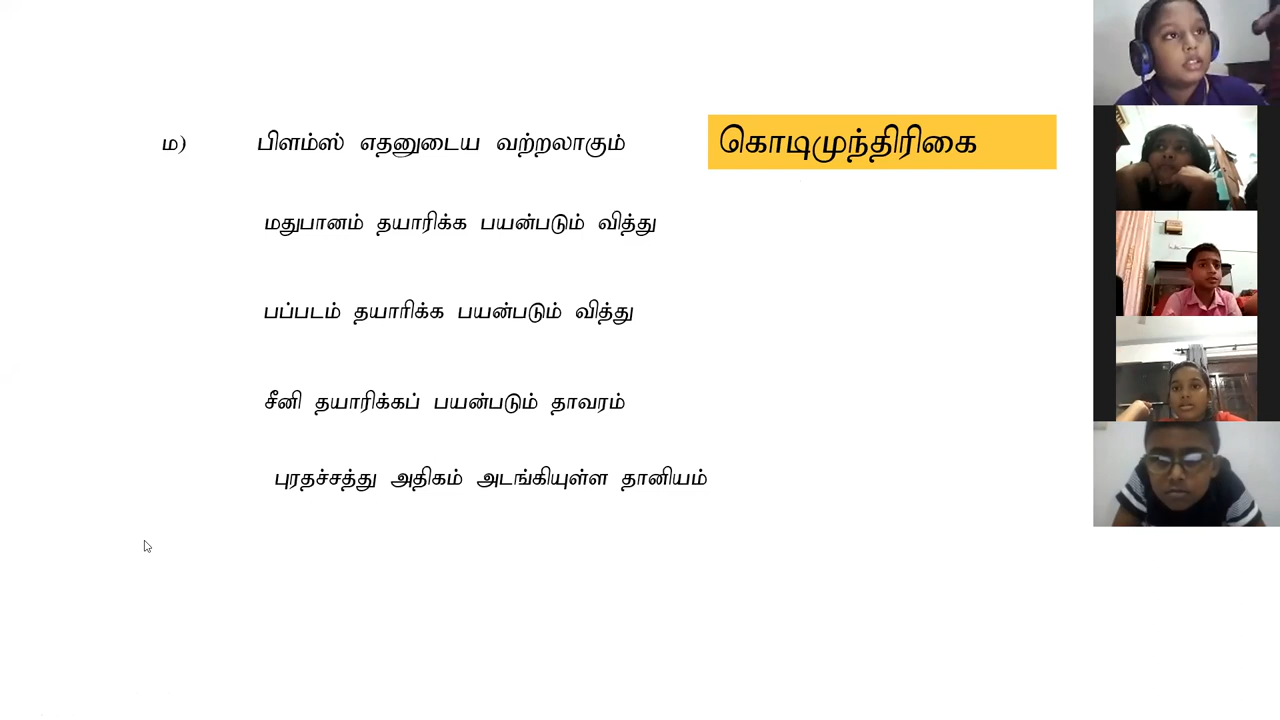 ம) பிளம்ஸ் எதனுடைய வற்றலாகும் கொடிமுந்திரிகை
மதுபானம் தயாரிக்க பயன்படும் வித்து
பப்படம் தயாரிக்க பயன்படும் வித்து
சீனி தயாரிக்கப் பயன்படும் தாவரம்
புரதச்சத்து அதிகம் அடங்கியுள்ள தானியம்